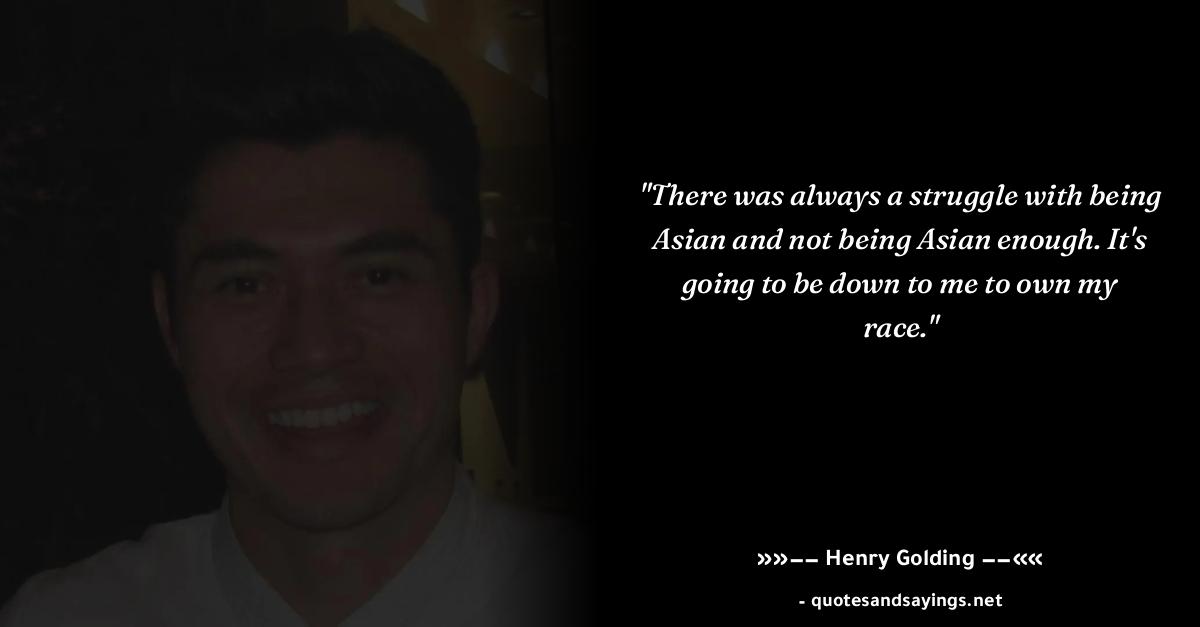 "There was always a struggle with being
Asian and not being Asian enough. It's
going to be down to me to own my
race."
»»−− Henry Golding −−««
- quotesandsayings.net